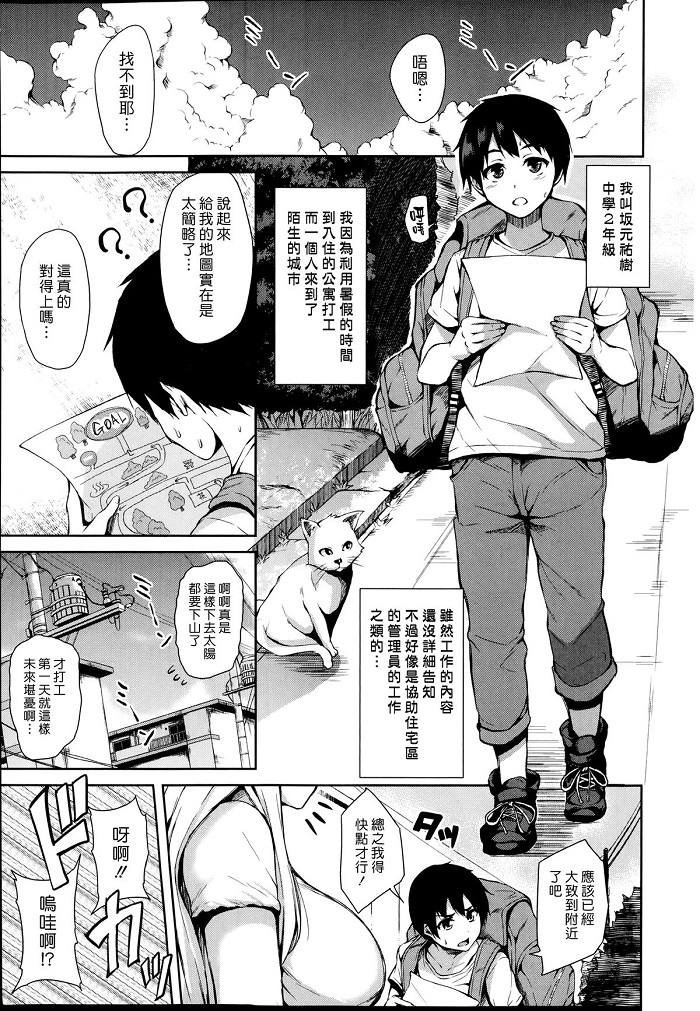 唔嗯…
找不到耶…
我叫坂元祐樹
中學2年級
呼嗚
我因為利用暑假的時間
到入住的公寓打工
而一個人來到了
陌生的城市
說起來
給我的地圖實在是
太簡略了…
這真的
對得上嗎…
?
?
?
GOAL
雖然工作的內容
還沒詳細告知
不過好像是協助住宅區
的管理員的工作
之類的…
啊啊真是
這樣下去太陽
都要下山了
才打工
第一天就這樣
未來堪憂啊…
應該已經
大致到附近
了吧
總之我得
快點才行!
タッ
呀啊!!
ドドッ
嗚哇啊!?